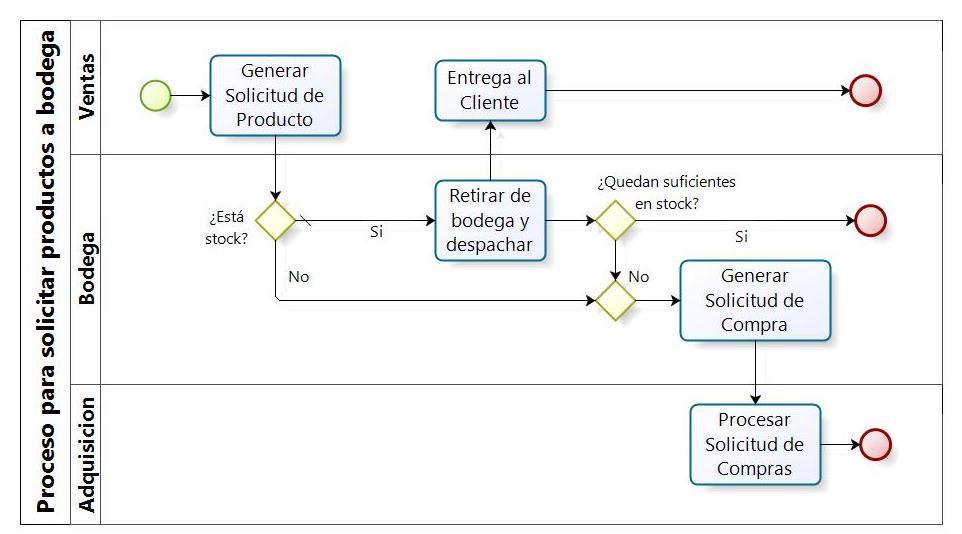 Proceso para solicitar productos a bodega
Ventas
Generar
Solicitud de
Producto
Entrega al
Cliente
Bodega
¿Está
stock?
Si
No
Retirar de
bodega y
despachar
¿Quedan suficientes
en stock?
Si
No
Generar
Solicitud de
Compra
Adquisicion
Procesar
Solicitud de
Compras